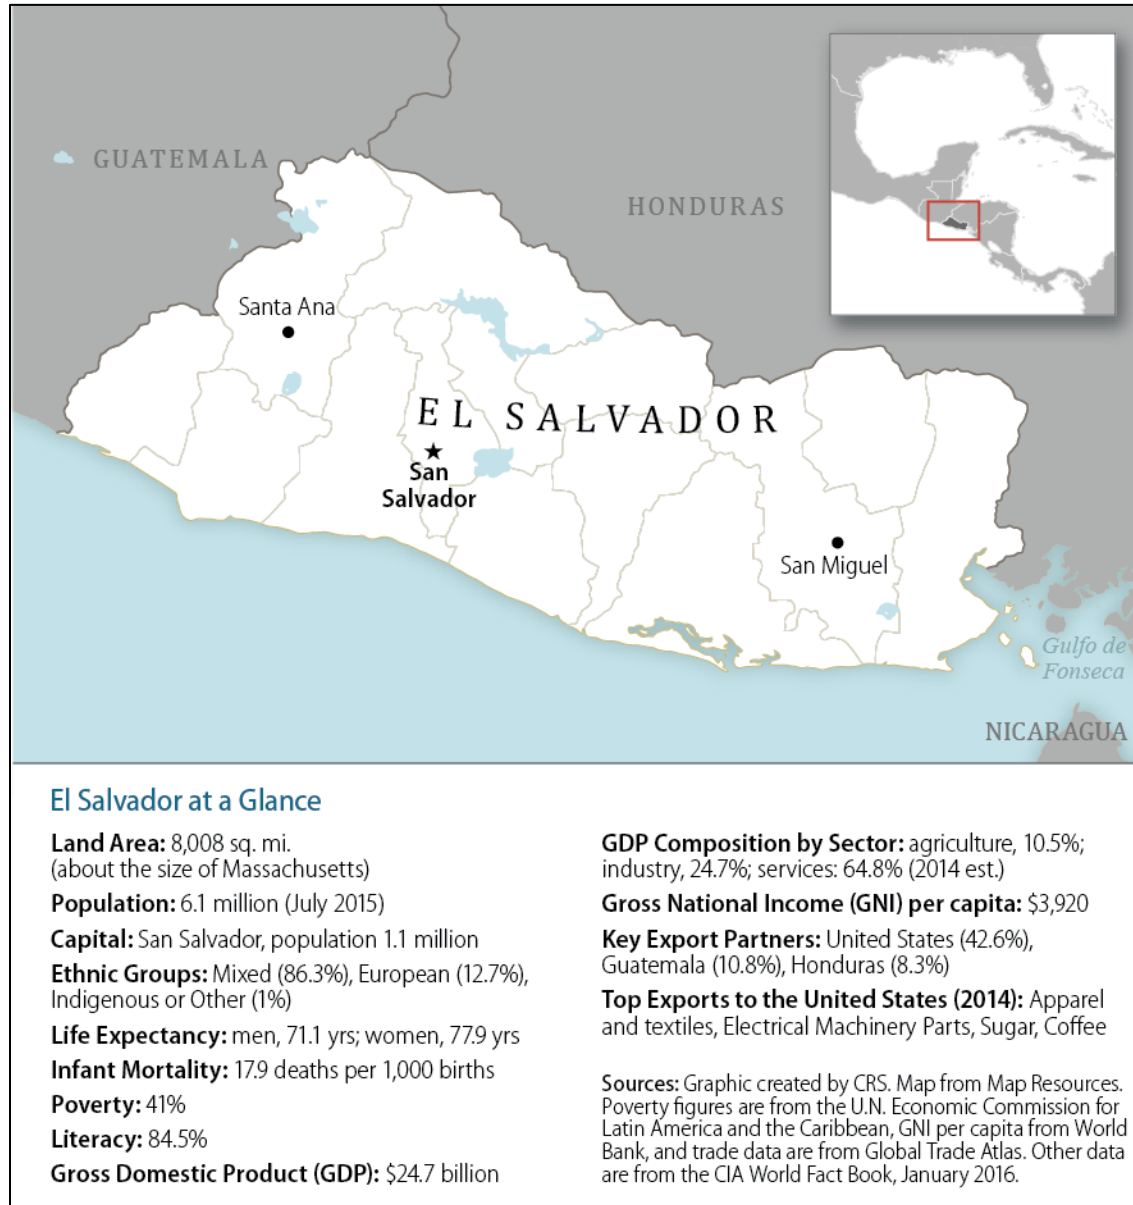 GUATEMALA
HONDURAS
Santa Ana
EL SALVADOR
San
Salvador
San Miguel
Gulfo de
Fonseca
NICARAGUA
El Salvador at a Glance
Land Area: 8,008 sq. mi.
(about the size of Massachusetts)
Population: 6.1 million (July 2015)
Capital: San Salvador, population 1.1 million
Ethnic Groups: Mixed (86.3%), European (12.7%),
Indigenous or Other (1%)
Life Expectancy: men, 71.1 yrs; women, 77.9 yrs
Infant Mortality: 17.9 deaths per 1,000 births
Poverty: 41%
Literacy: 84.5%
Gross Domestic Product (GDP): $24.7 billion
GDP Composition by Sector: agriculture, 10.5%;
industry, 24.7%; services: 64.8% (2014 est.)
Gross National Income (GNI) per capita: $3,920
Key Export Partners: United States (42.6%),
Guatemala (10.8%), Honduras (8.3%)
Top Exports to the United States (2014): Apparel
and textiles, Electrical Machinery Parts, Sugar, Coffee
Sources: Graphic created by CRS. Map from Map Resources.
Poverty figures are from the U.N. Economic Commission for
Latin America and the Caribbean, GNI per capita from World
Bank, and trade data are from Global Trade Atlas. Other data
are from the CIA World Fact Book, January 2016.